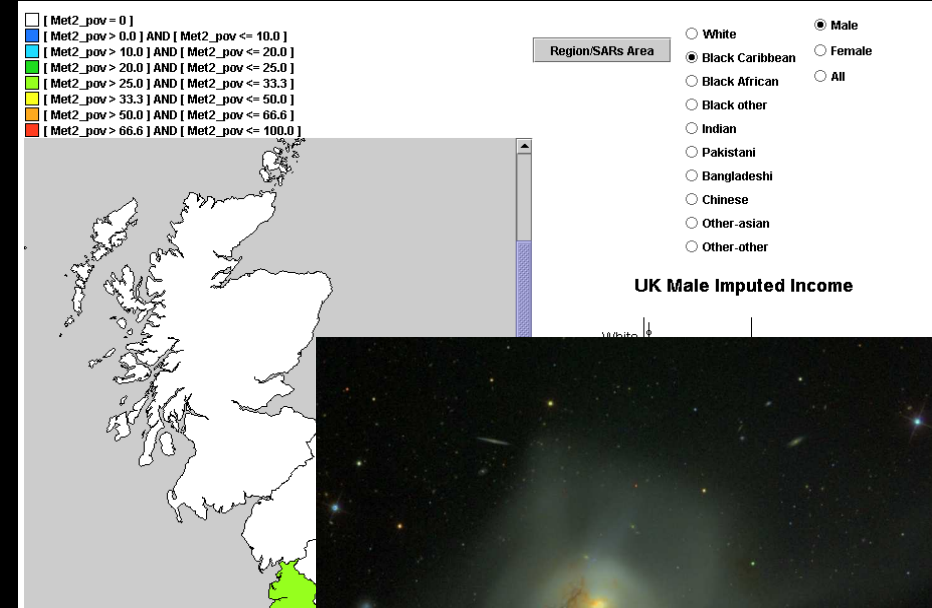 [ Met2_pov = 0 ]
[ Met2_pov > 0.0 ] AND [ Met2_pov <= 10.0 ]
[ Met2_pov > 10.0 ] AND [ Met2_pov <= 20.0 ]
[ Met2_pov > 20.0 ] AND [ Met2_pov <= 25.0 ]
[ Met2_pov > 25.0 ] AND [ Met2_pov <= 33.3 ]
[ Met2_pov > 33.3 ] AND [ Met2_pov <= 50.0 ]
[ Met2_pov > 50.0 ] AND [ Met2_pov <= 66.6 ]
[ Met2_pov > 66.6 ] AND [ Met2_pov <= 100.0 ]
Region/SARs Area
White
Black Caribbean
Black African
Black other
Indian
Pakistani
Bangladeshi
Chinese
Other-asian
Other-other
Male
Female
All
UK Male Imputed Income
White